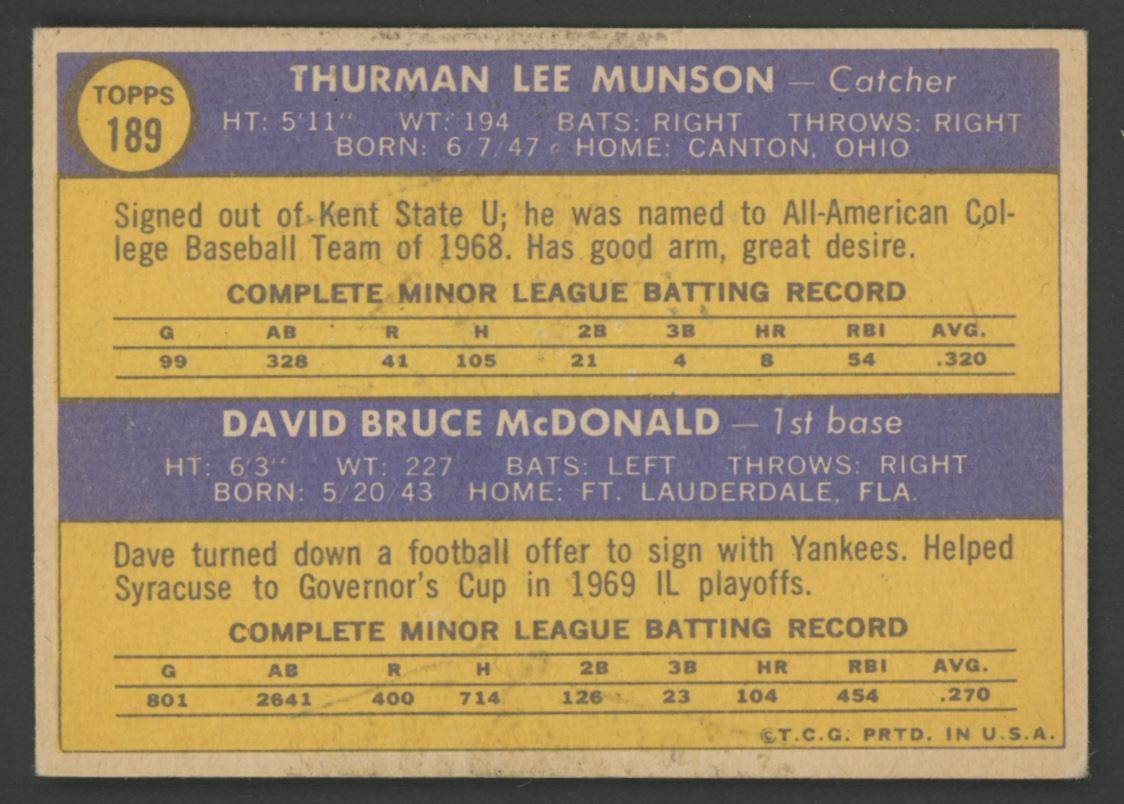 TOPPS
189
THURMAN LEE MUNSON — Catcher
HT: 5'11" WT: 194 BATS: RIGHT THROWS: RIGHT
BORN: 6/7/47 HOME: CANTON, OHIO
Signed out of Kent State U; he was named to All-American Col-
lege Baseball Team of 1968. Has good arm, great desire.
COMPLETE MINOR LEAGUE BATTING RECORD
G AB R H 2B 3B HR RBI AVG.
99 328 41 105 21 4 8 54 .320
DAVID BRUCE McDONALD — 1st base
HT: 6'3" WT: 227 BATS: LEFT THROWS: RIGHT
BORN: 5/20/43 HOME: FT. LAUDERDALE, FLA.
Dave turned down a football offer to sign with Yankees. Helped
Syracuse to Governor's Cup in 1969 IL playoffs.
COMPLETE MINOR LEAGUE BATTING RECORD
G AB R H 2B 3B HR RBI AVG.
801 2641 400 714 126 23 104 454 .270
©T.C.G. PRTD. IN U.S.A.